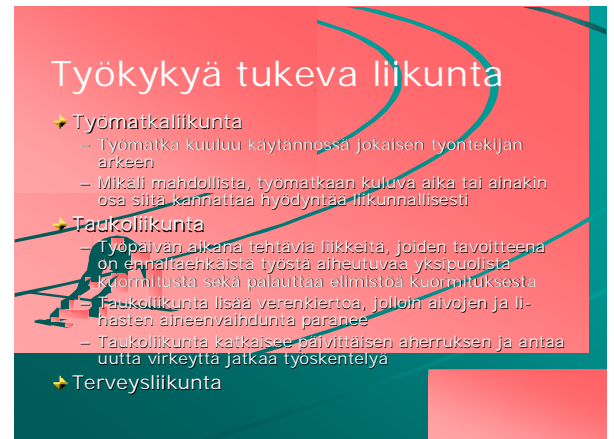 Työkykyä tukeva liikunta
Työmatkaliikunta
– Työmatka kuuluu käytännössä jokaisen työntekijän
arkeen
– Mikäli mahdollista, työmatkaan kuluva aika tai ainakin
osa siitä kannattaa hyödyntää liikunnallisesti
Taukoliikunta
– Työpäivän aikana tehtäviä liikkeitä, joiden tavoitteena
on ennaltaehkäistä työstä aiheutuvaa yksipuolista
kuormitusta sekä palauttaa elimistöä kuormituksesta
– Taukoliikunta lisää verenkiertoa, jolloin aivojen ja li-
hasten aineenvaihdunta paranee
– Taukoliikunta katkaisee päivittäisen aherruksen ja antaa
uutta virkeyttä jatkaa työskentelyä
Terveysliikunta